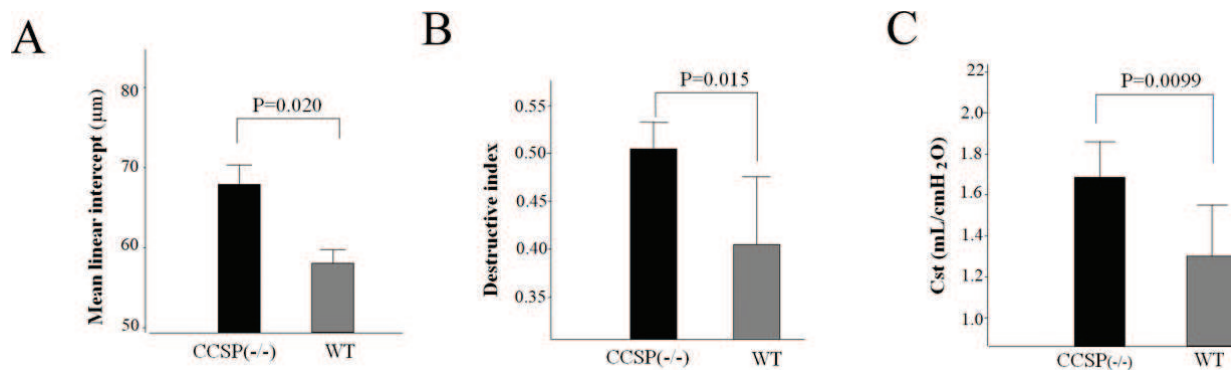 A
Mean linear intercept (μm)
80
70
60
50
P=0.020
CCSP(-/-)
WT
B
Destructive index
0.55
0.50
0.45
0.40
0.35
P=0.015
CCSP(-/-)
WT
C
Cst (mL/cmH₂O)
22
2.0
1.8
1.6
1.4
1.2
1.0
P=0.0099
CCSP(-/-)
WT